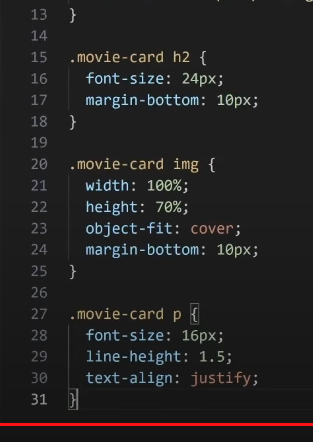 13 }
14
15 .movie-card h2 {
16 font-size: 24px;
17 margin-bottom: 10px;
18 }
19
20 .movie-card img {
21 width: 100%;
22 height: 70%;
23 object-fit: cover;
24 margin-bottom: 10px;
25 }
26
27 .movie-card p {
28 font-size: 16px;
29 line-height: 1.5;
30 text-align: justify;
31 }